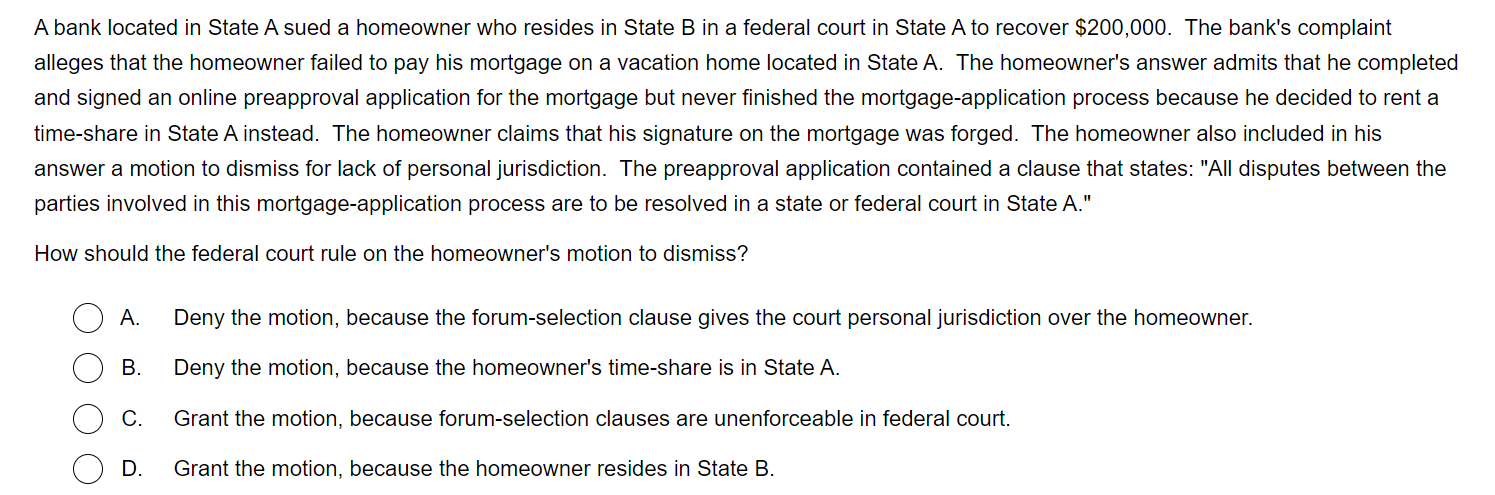 A bank located in State A sued a homeowner who resides in State B in a federal court in State A to recover $200,000.  The bank's complaint
alleges that the homeowner failed to pay his mortgage on a vacation home located in State A.  The homeowner's answer admits that he completed
and signed an online preapproval application for the mortgage but never finished the mortgage-application process because he decided to rent a
time-share in State A instead.  The homeowner claims that his signature on the mortgage was forged.  The homeowner also included in his
answer a motion to dismiss for lack of personal jurisdiction.  The preapproval application contained a clause that states: "All disputes between the
parties involved in this mortgage-application process are to be resolved in a state or federal court in State A."
How should the federal court rule on the homeowner's motion to dismiss?
A. Deny the motion, because the forum-selection clause gives the court personal jurisdiction over the homeowner.
B. Deny the motion, because the homeowner's time-share is in State A.
C. Grant the motion, because forum-selection clauses are unenforceable in federal court.
D. Grant the motion, because the homeowner resides in State B.